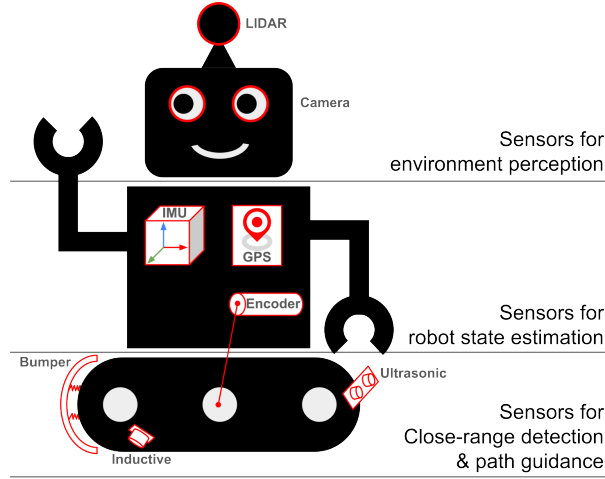 LIDAR
Camera
Sensors for
environment perception
IMU
GPS
Encoder
Sensors for
robot state estimation
Bumper
Ultrasonic
Sensors for
Close-range detection
& path guidance
Inductive